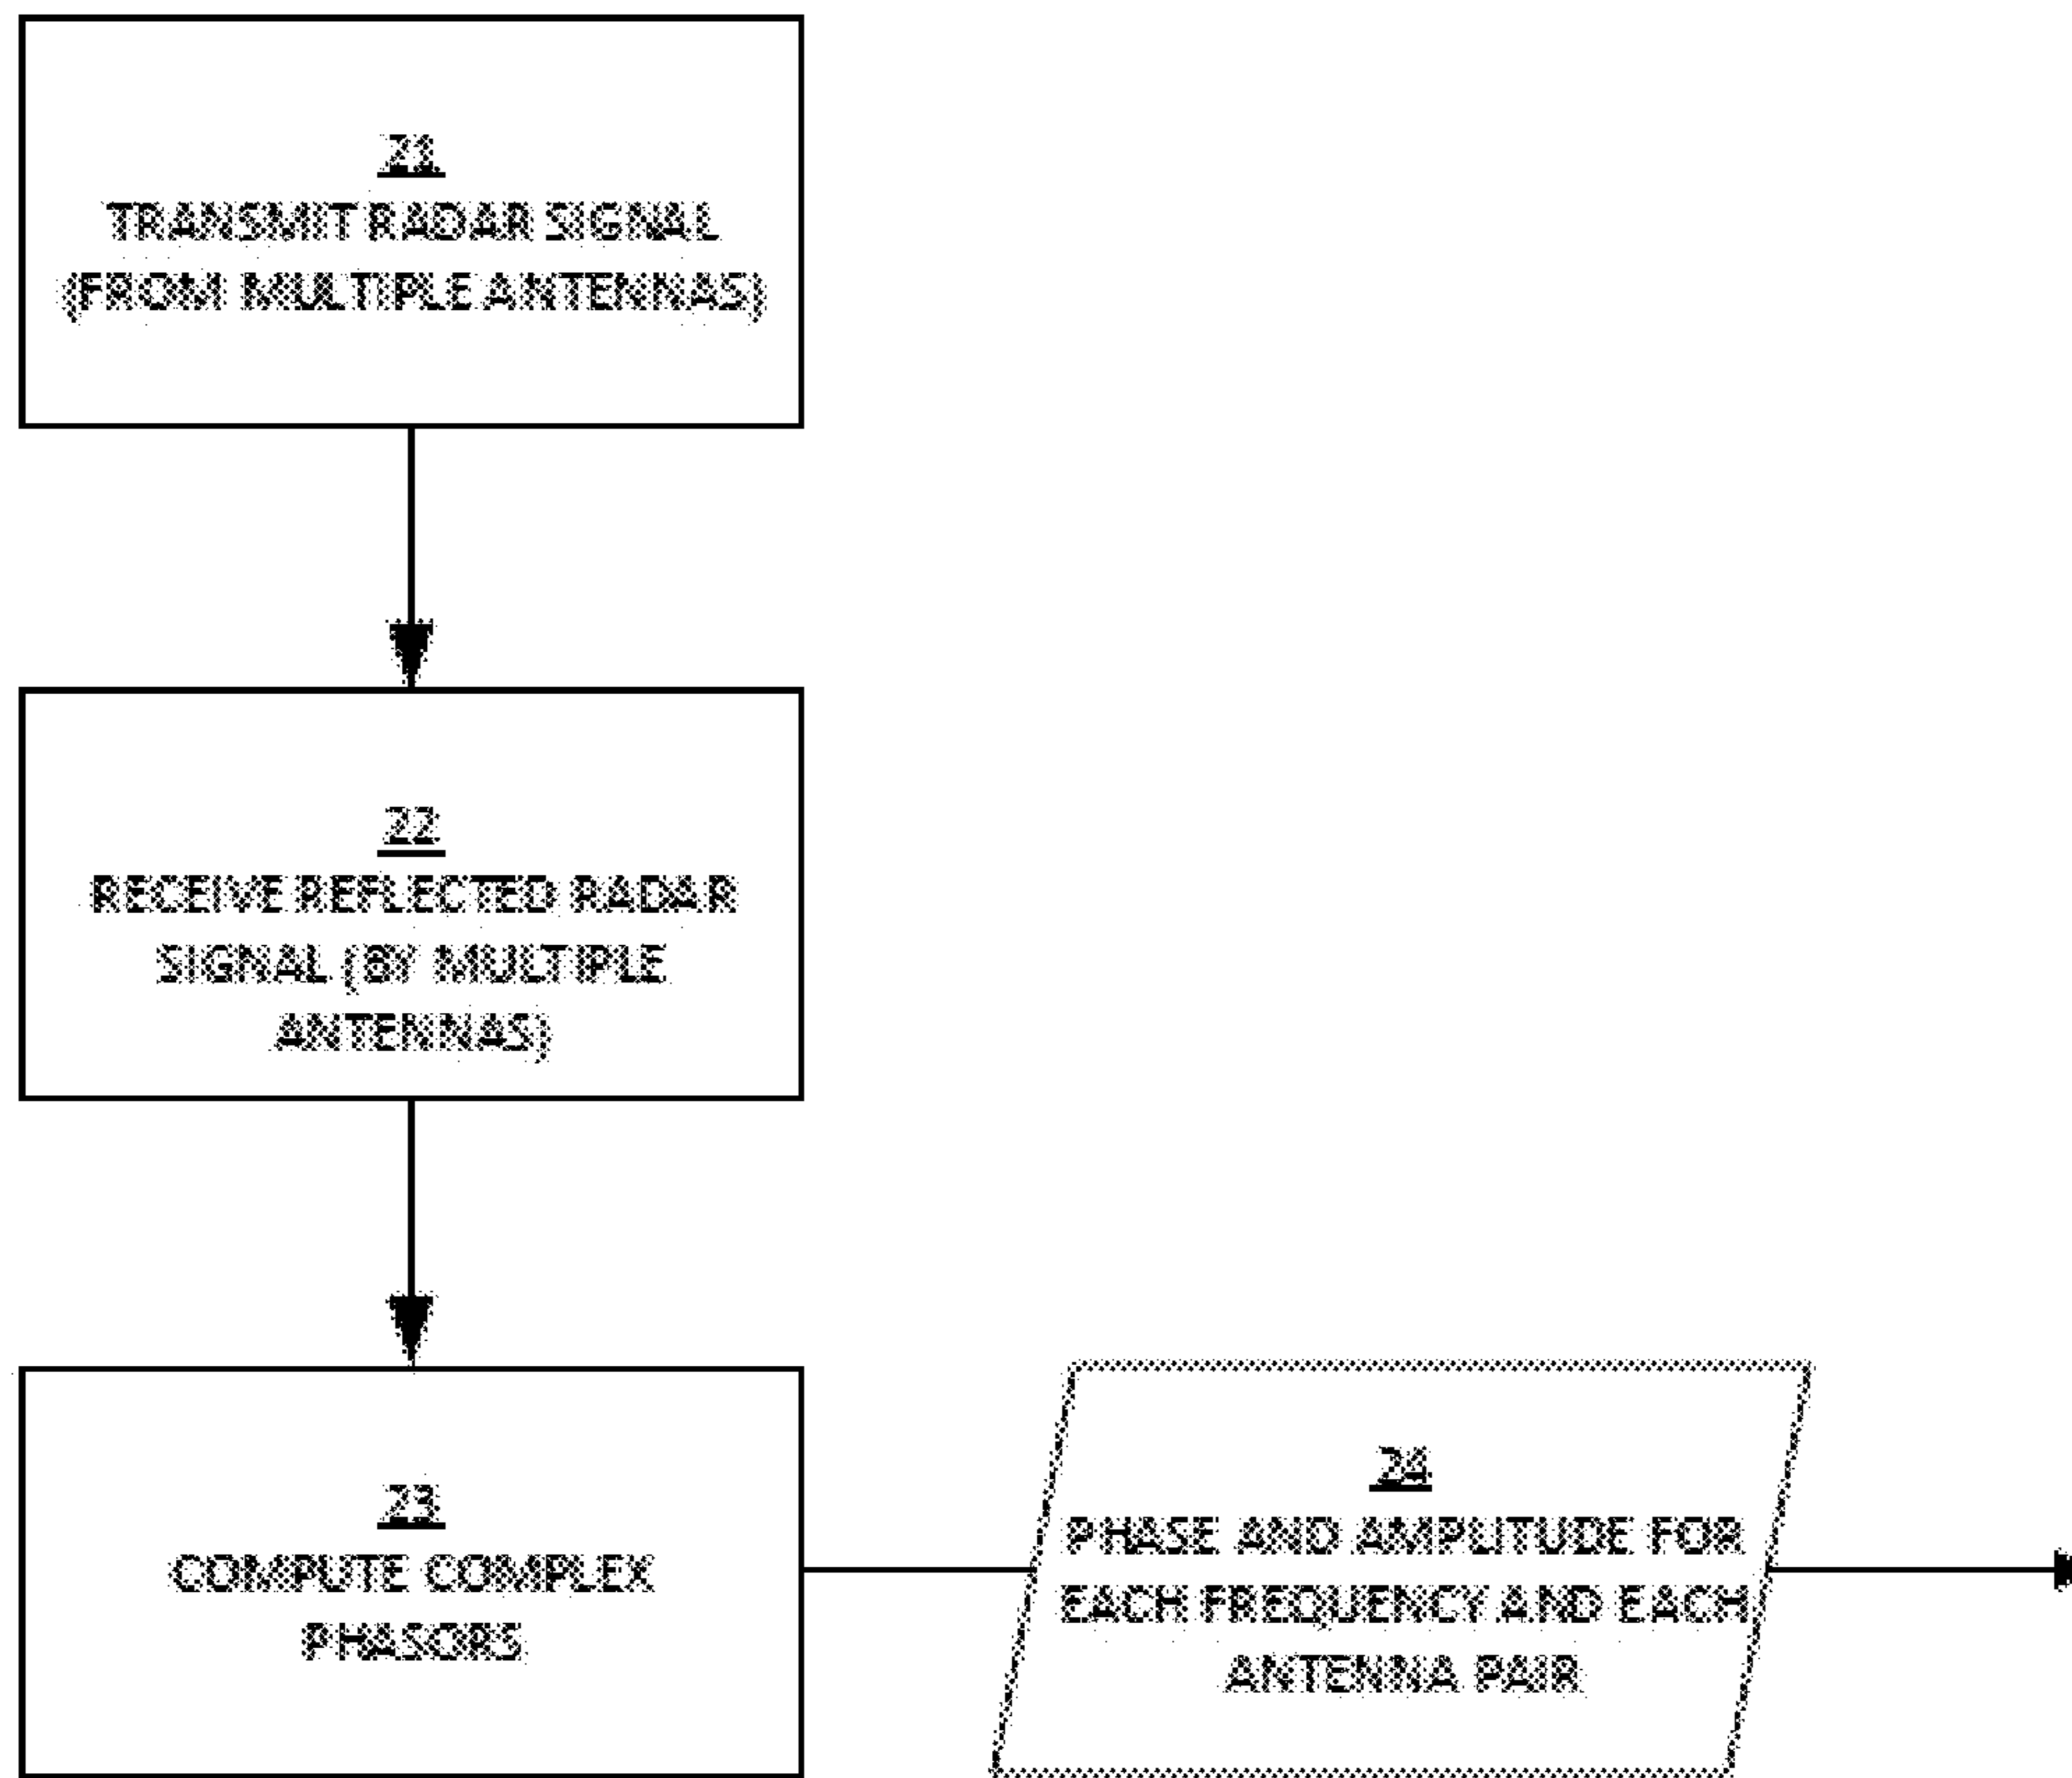 21
TRANSMIT RADAR SIGNAL
(FROM MULTIPLE ANTENNAS)
22
RECEIVE REFLECTED RADAR
SIGNAL (BY MULTIPLE
ANTENNAS)
23
COMPUTE COMPLEX
PHASORS
24
PHASE AND AMPLITUDE FOR
EACH FREQUENCY AND EACH
ANTENNA PAIR